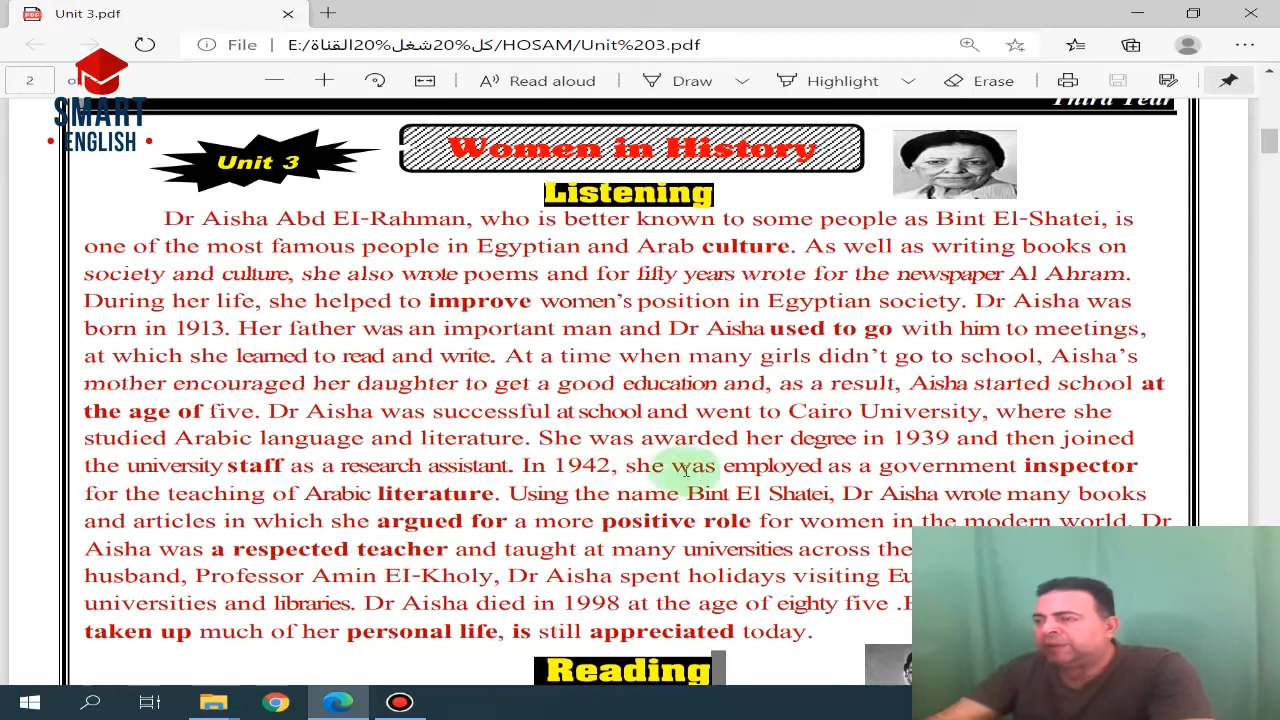 Unit 3.pdf
File
E:/كل%20شغل%20القناة/HOSAM/Unit%203.pdf
2
Read aloud
Draw
Highlight
Erase
SMART
ENGLISH
Third Year
Unit 3
Women in History
Listening
Dr Aisha Abd EI-Rahman, who is better known to some people as Bint El-Shatei, is
one of the most famous people in Egyptian and Arab culture. As well as writing books on
society and culture, she also wrote poems and for fifty years wrote for the newspaper Al Ahram.
During her life, she helped to improve women's position in Egyptian society. Dr Aisha was
born in 1913. Her father was an important man and Dr Aisha used to go with him to meetings,
at which she learned to read and write. At a time when many girls didn't go to school, Aisha's
mother encouraged her daughter to get a good education and, as a result, Aisha started school at
the age of five. Dr Aisha was successful at school and went to Cairo University, where she
studied Arabic language and literature. She was awarded her degree in 1939 and then joined
the university staff as a research assistant. In 1942, she was employed as a government inspector
for the teaching of Arabic literature. Using the name Bint El Shatei, Dr Aisha wrote many books
and articles in which she argued for a more positive role for women in the modern world. Dr
Aisha was a respected teacher and taught at many universities across the
husband, Professor Amin EI-Kholy, Dr Aisha spent holidays visiting
universities and libraries. Dr Aisha died in 1998 at the age of eighty five .
taken up much of her personal life, is still appreciated today.
Reading